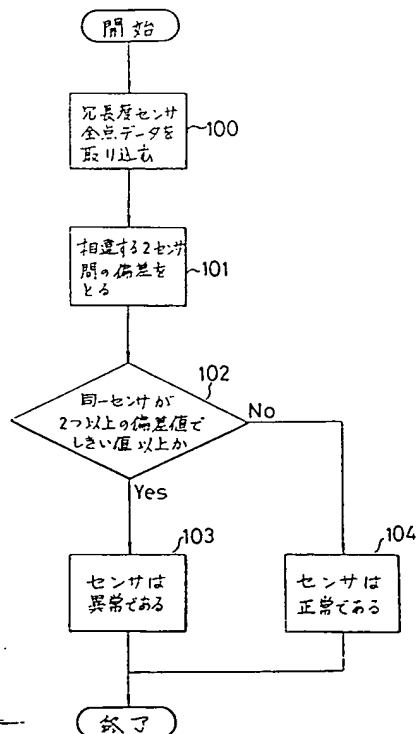 開始
冗長度センサ
全点データを
取り込む
100
相違する2センサ
間の偏差を
とる
101
102
同一センサが
2つ以上の偏差値で
しきい値以上か
No
Yes
103
センサは
異常である
104
センサは
正常である
終了